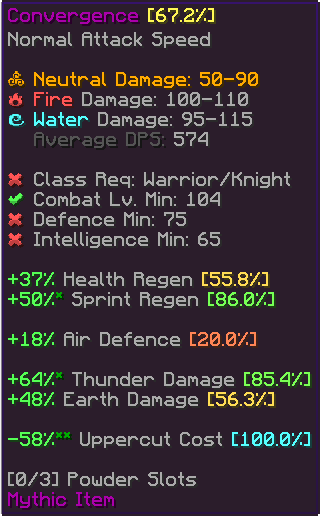 Convergence [67.2%]
Normal Attack Speed
Neutral Damage: 50-90
Fire Damage: 100-110
Water Damage: 95-115
Average DPS: 574
✖ Class Req: Warrior/Knight
✔ Combat Lv. Min: 104
✖ Defence Min: 75
✖ Intelligence Min: 65
+37% Health Regen [55.8%]
+50%* Sprint Regen [86.0%]
+18% Air Defence [20.0%]
+64%* Thunder Damage [85.4%]
+48% Earth Damage [56.3%]
-58%** Uppercut Cost [100.0%]
[0/3] Powder Slots
Mythic Item